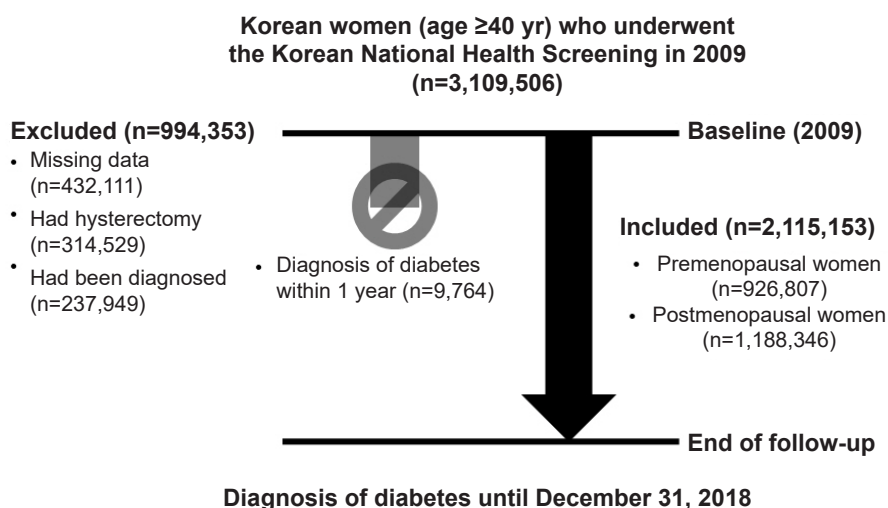 Korean women (age ≥40 yr) who underwent
the Korean National Health Screening in 2009
(n=3,109,506)
Excluded (n=994,353)
• Missing data
(n=432,111)
• Had hysterectomy
(n=314,529)
• Had been diagnosed
(n=237,949)
• Diagnosis of diabetes
within 1 year (n=9,764)
Baseline (2009)
Included (n=2,115,153)
• Premenopausal women
(n=926,807)
• Postmenopausal women
(n=1,188,346)
End of follow-up
Diagnosis of diabetes until December 31, 2018